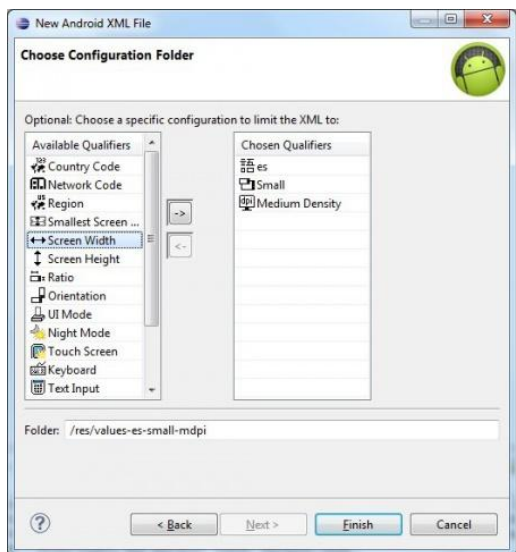 New Android XML File
Choose Configuration Folder
Optional: Choose a specific configuration to limit the XML to:
Available Qualifiers
Country Code
Network Code
Region
Smallest Screen ...
Screen Width
Screen Height
Ratio
Orientation
UI Mode
Night Mode
Touch Screen
Keyboard
Text Input
->
<-
Chosen Qualifiers
語 es
Small
dpi Medium Density
Folder: /res/values-es-small-mdpi
?
< Back
Next >
Finish
Cancel